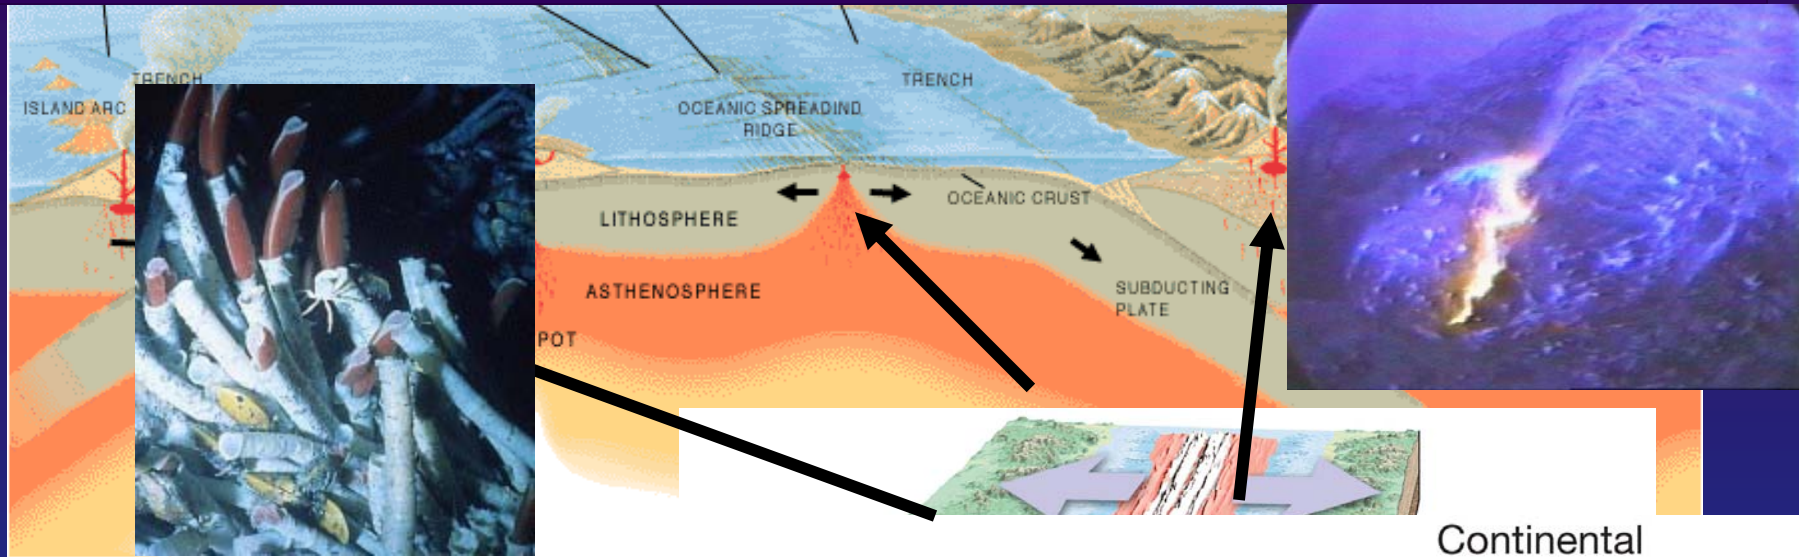 TRENCH
ISLAND ARC
OCEANIC SPREADIND
RIDGE
TRENCH
LITHOSPHERE
OCEANIC CRUST
ASTHENOSPHERE
SUBDUCTING
PLATE
POT
Continental